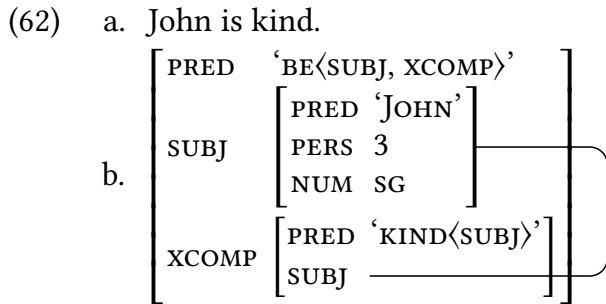 (62) a. John is kind.
PRED ‘BE⟨SUBJ, XCOMP⟩’
SUBJ PRED ‘JOHN’
PERS 3
NUM SG
b.
XCOMP PRED ‘KIND⟨SUBJ⟩’
SUBJ